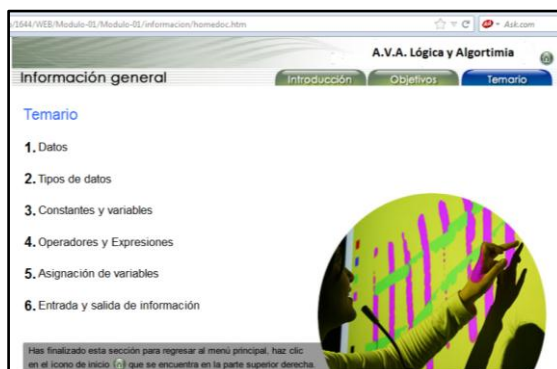 /1644/WEB/Modulo-01/Modulo-01/informacion/homedoc.htm
Ask.com
A.V.A. Lógica y Algortimia
Información general
Introducción
Objetivos
Temario
Temario
1. Datos
2. Tipos de datos
3. Constantes y variables
4. Operadores y Expresiones
5. Asignación de variables
6. Entrada y salida de información
Has finalizado esta sección para regresar al menú principal, haz clic
en el ícono de inicio que se encuentra en la parte superior derecha.